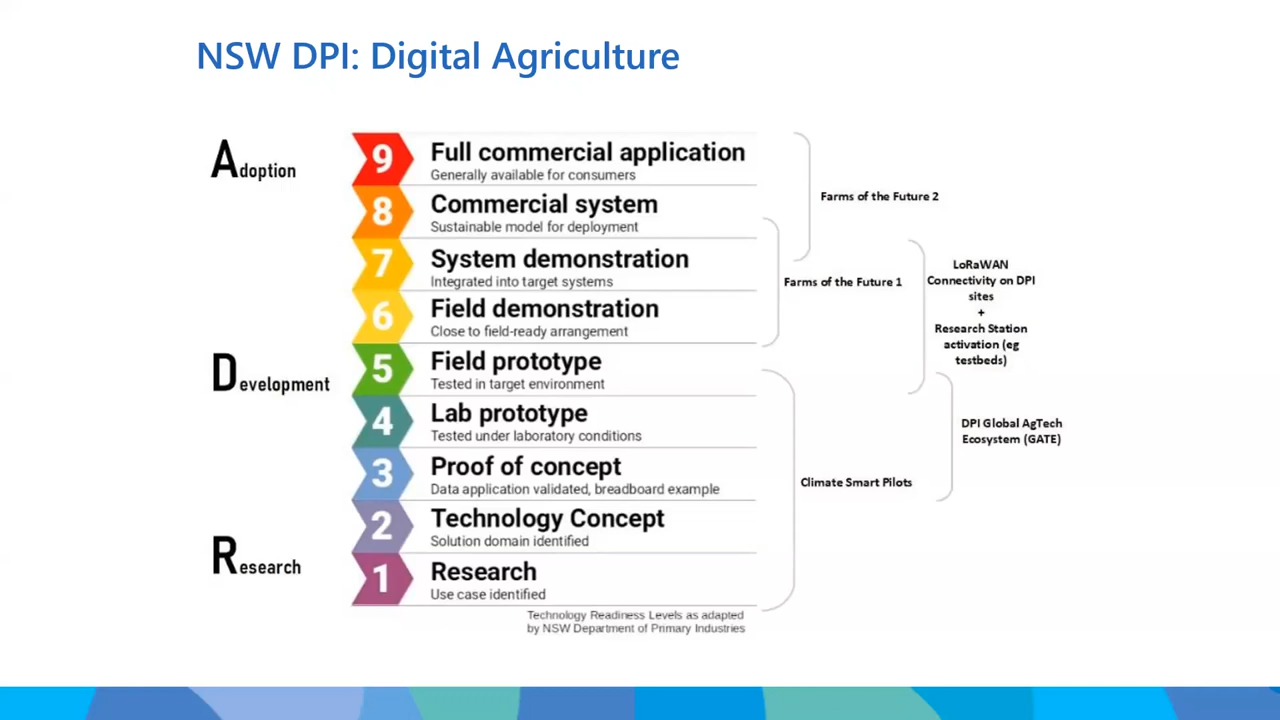 NSW DPI: Digital Agriculture
Adoption
9
Full commercial application
Generally available for consumers
8
Commercial system
Sustainable model for deployment
7
System demonstration
Integrated into target systems
6
Field demonstration
Close to field-ready arrangement
Development
5
Field prototype
Tested in target environment
4
Lab prototype
Tested under laboratory conditions
3
Proof of concept
Data application validated, breadboard example
2
Technology Concept
Solution domain identified
Research
1
Research
Use case identified
Technology Readiness Levels as adapted
by NSW Department of Primary Industries
Farms of the Future 2
Farms of the Future 1
LoRaWAN
Connectivity on DPI
sites
+
Research Station
activation (eg
testbeds)
DPI Global AgTech
Ecosystem (GATE)
Climate Smart Pilots